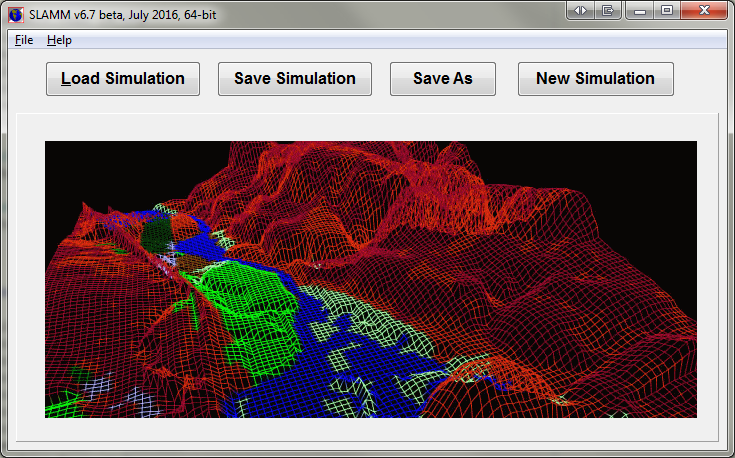 SLAMM v6.7 beta, July 2016, 64-bit
File Help
Load Simulation Save Simulation Save As New Simulation